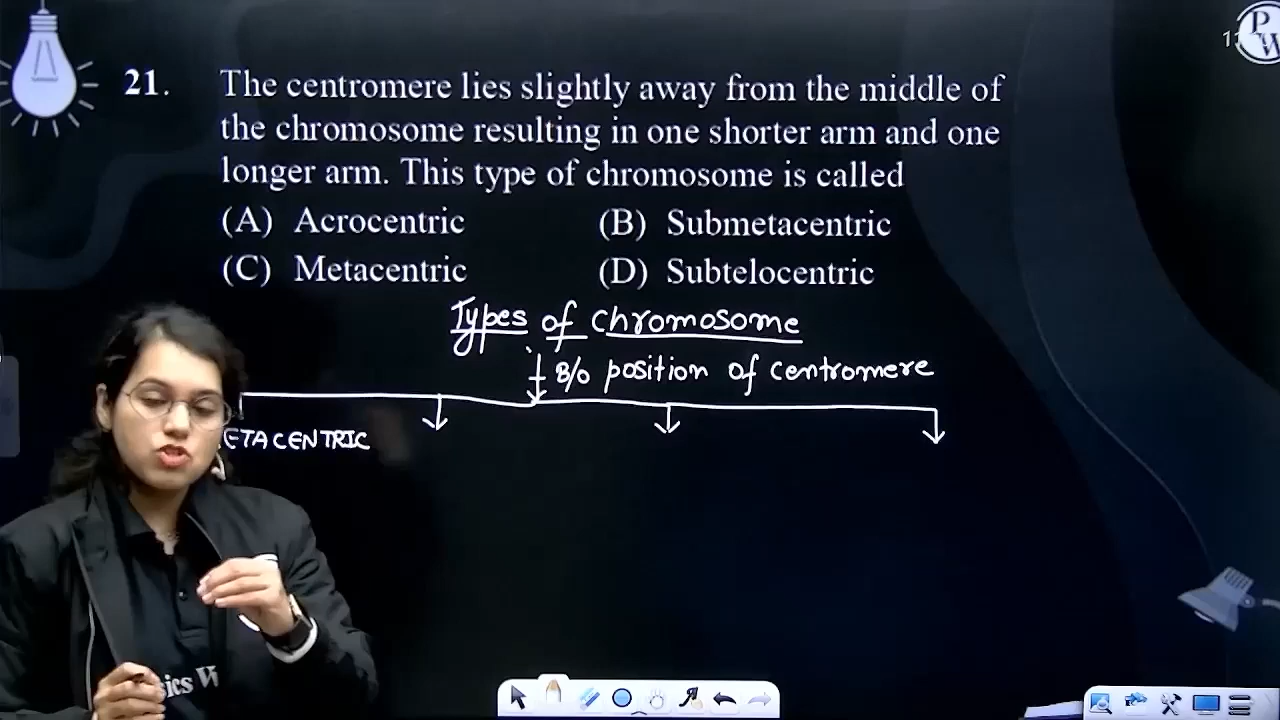 P
W
21. The centromere lies slightly away from the middle of
the chromosome resulting in one shorter arm and one
longer arm. This type of chromosome is called
(A) Acrocentric (B) Submetacentric
(C) Metacentric (D) Subtelocentric
Types of chromosome
B/o position of centromere
ETACENTRIC
sics W